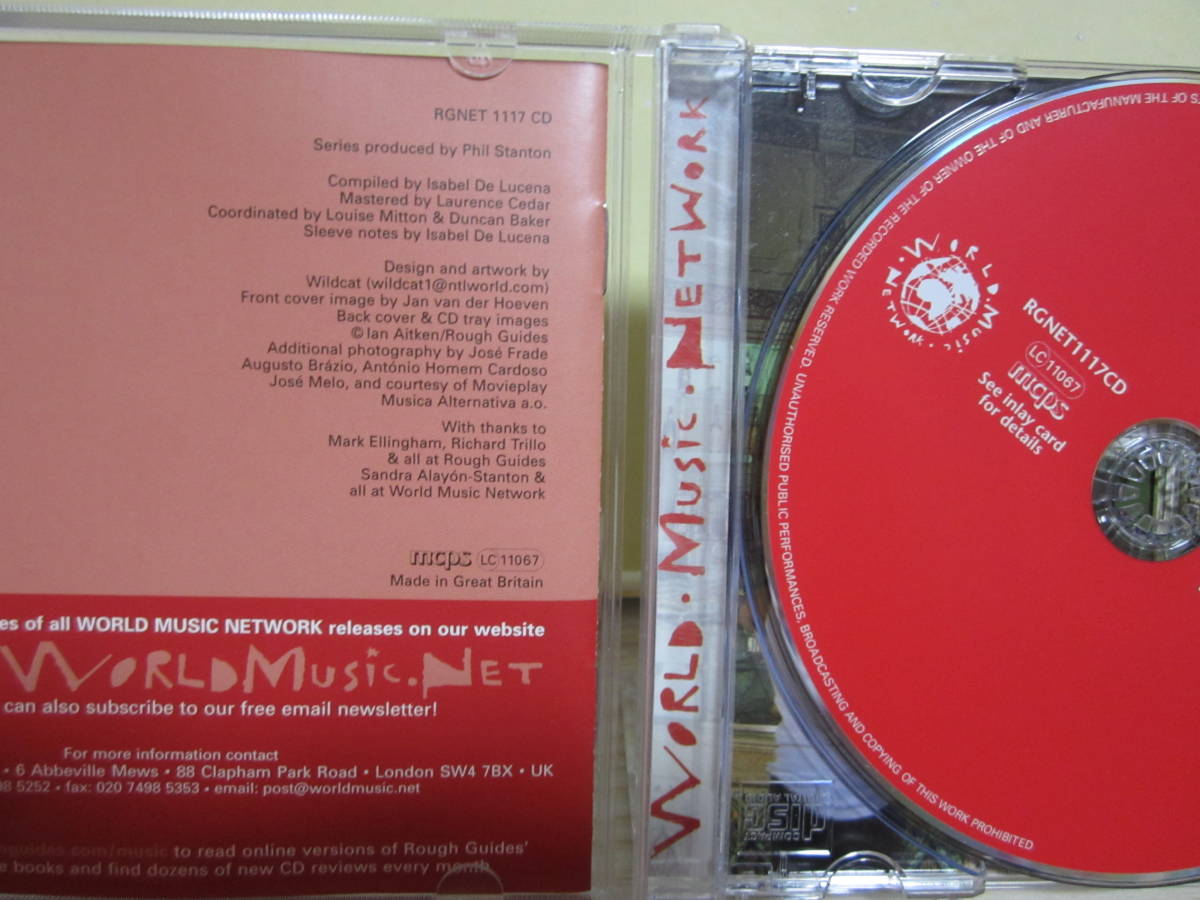 RGNET 1117 CD
Series produced by Phil Stanton
Compiled by Isabel De Lucena
Mastered by Laurence Cedar
Coordinated by Louise Mitton & Duncan Baker
Sleeve notes by Isabel De Lucena
Design and artwork by
Wildcat (wildcat1@ntlworld.com)
Front cover image by Jan van der Hoeven
Back cover & CD tray images
©Ian Aitken/Rough Guides
Additional photography by José Frade
Augusto Brázio, António Homem Cardoso
José Melo, and courtesy of Movieplay
Musica Alternativa a.o.
With thanks to
Mark Ellingham, Richard Trillo
& all at Rough Guides
Sandra Alayón-Stanton &
all at World Music Network
mcps LC 11067
Made in Great Britain
of all WORLD MUSIC NETWORK releases on our website
WORLDMUSIC.NET
can also subscribe to our free email newsletter!
For more information contact
• 6 Abbeville Mews • 88 Clapham Park Road • London SW4 7BX • UK
5252 • fax: 020 7498 5353 • email: post@worldmusic.net
/music to read online versions of Rough Guides'
books and find dozens of new CD reviews every month
WORLD • MUSIC • NETWORK
OF THE MANUFACTURER AND OF THE OWNER OF THE RECORDED WORK RESERVED. UNAUTHORISED PUBLIC PERFORMANCES, BROADCASTING AND COPYING OF THIS WORK PROHIBITED
WORLD • MUSIC • NETWORK •
RGNET1117CD
LC 11067
mcps
See inlay card
for details
COMPACT
disc
DIGITAL AUDIO